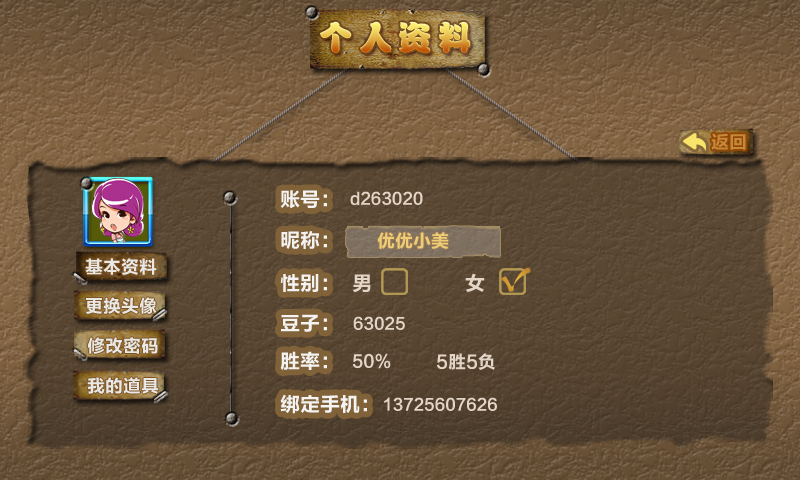 个人资料
返回
基本资料
更换头像
修改密码
我的道具
账号： d263020
昵称： 优优小美
性别： 男 女
豆子： 63025
胜率： 50% 5胜5负
绑定手机： 13725607626